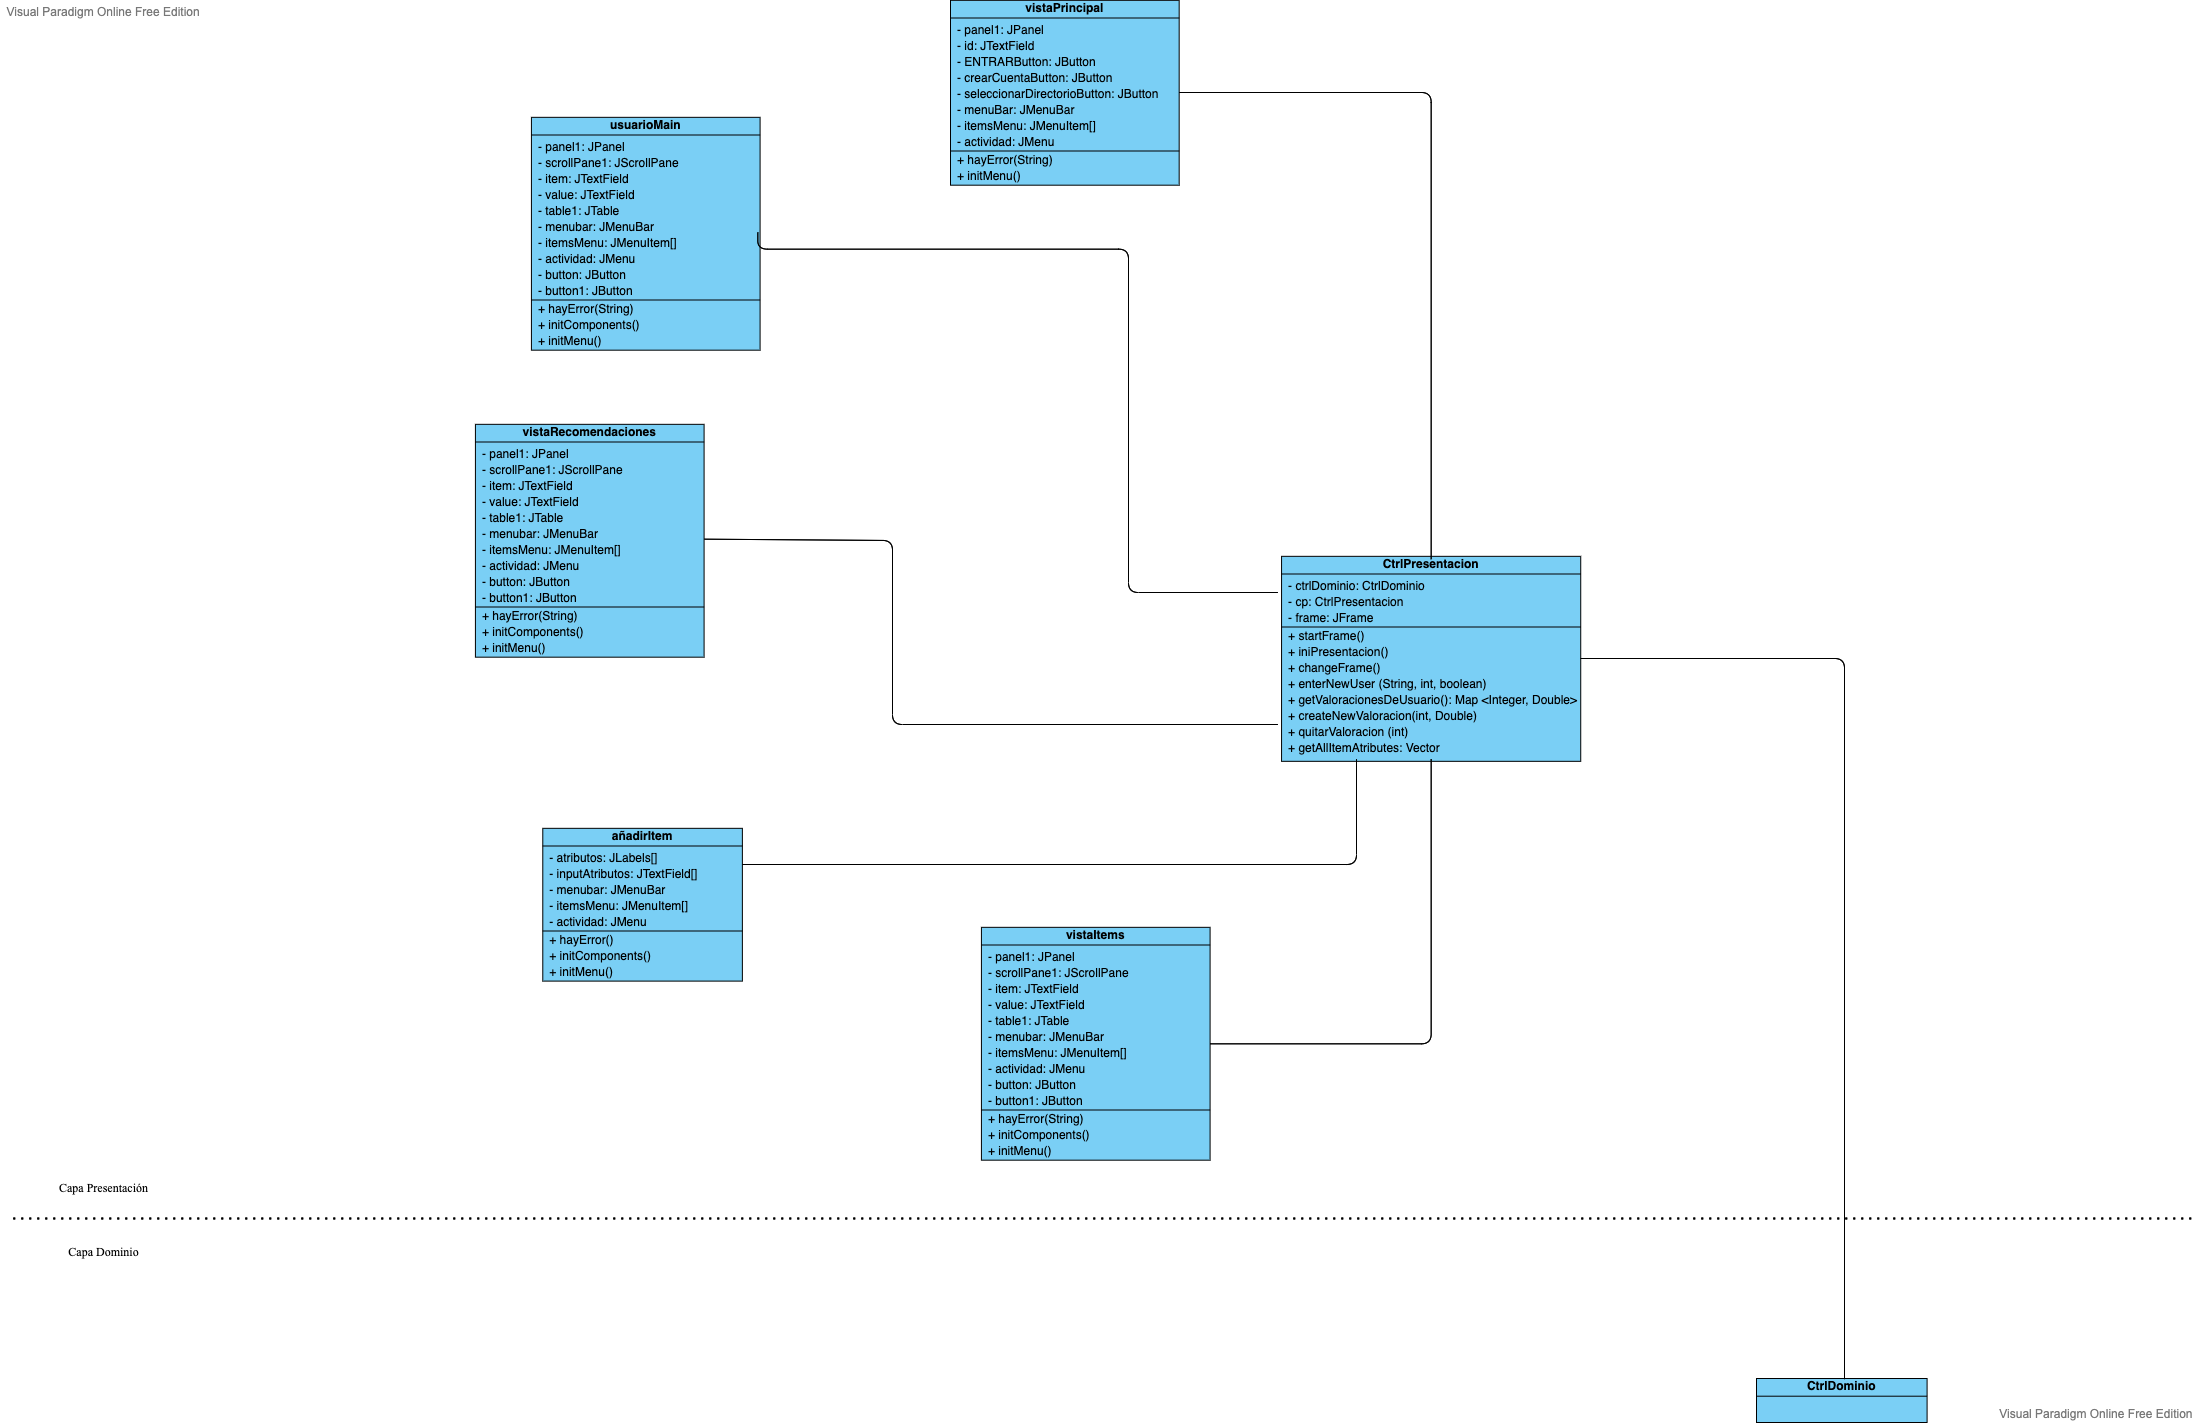 Visual Paradigm Online Free Edition
vistaPrincipal
- panel1: JPanel
- id: JTextField
- ENTRARButton: JButton
- crearCuentaButton: JButton
- seleccionarDirectorioButton: JButton
- menuBar: JMenuBar
- itemsMenu: JMenuItem[]
- actividad: JMenu
+ hayError(String)
+ initMenu()
usuarioMain
- panel1: JPanel
- scrollPane1: JScrollPane
- item: JTextField
- value: JTextField
- table1: JTable
- menubar: JMenuBar
- itemsMenu: JMenuItem[]
- actividad: JMenu
- button: JButton
- button1: JButton
+ hayError(String)
+ initComponents()
+ initMenu()
vistaRecomendaciones
- panel1: JPanel
- scrollPane1: JScrollPane
- item: JTextField
- value: JTextField
- table1: JTable
- menubar: JMenuBar
- itemsMenu: JMenuItem[]
- actividad: JMenu
- button: JButton
- button1: JButton
+ hayError(String)
+ initComponents()
+ initMenu()
CtrlPresentacion
- ctrlDominio: CtrlDominio
- cp: CtrlPresentacion
- frame: JFrame
+ startFrame()
+ iniPresentacion()
+ changeFrame()
+ enterNewUser (String, int, boolean)
+ getValoracionesDeUsuario(): Map <Integer, Double>
+ createNewValoracion(int, Double)
+ quitarValoracion (int)
+ getAllItemAtributes: Vector
añadirItem
- atributos: JLabels[]
- inputAtributos: JTextField[]
- menubar: JMenuBar
- itemsMenu: JMenuItem[]
- actividad: JMenu
+ hayError()
+ initComponents()
+ initMenu()
vistaItems
- panel1: JPanel
- scrollPane1: JScrollPane
- item: JTextField
- value: JTextField
- table1: JTable
- menubar: JMenuBar
- itemsMenu: JMenuItem[]
- actividad: JMenu
- button: JButton
- button1: JButton
+ hayError(String)
+ initComponents()
+ initMenu()
Capa Presentación
Capa Dominio
CtrlDominio
Visual Paradigm Online Free Edition